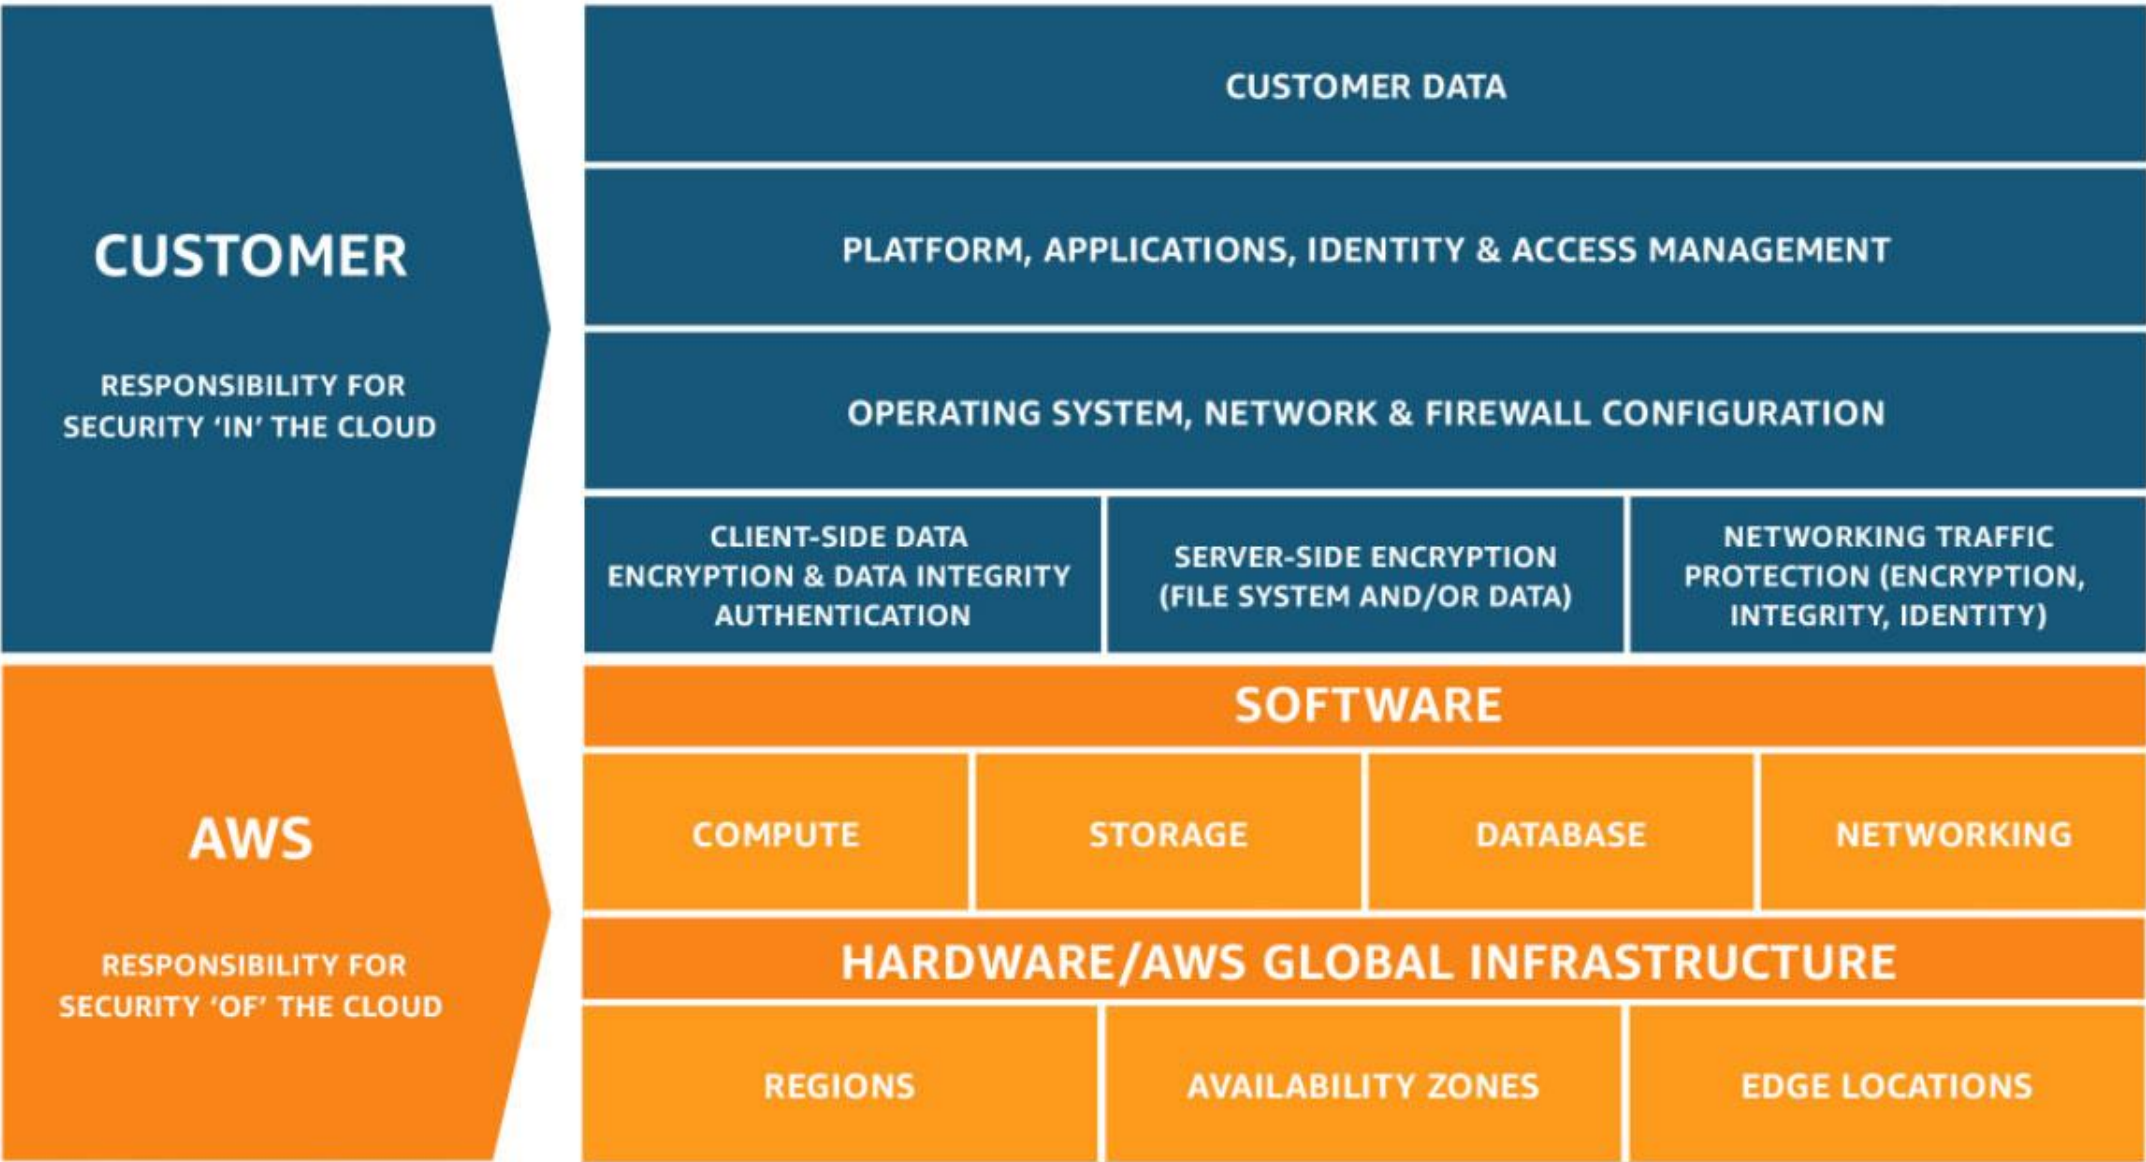 CUSTOMER
RESPONSIBILITY FOR
SECURITY ‘IN’ THE CLOUD
CUSTOMER DATA
PLATFORM, APPLICATIONS, IDENTITY & ACCESS MANAGEMENT
OPERATING SYSTEM, NETWORK & FIREWALL CONFIGURATION
CLIENT-SIDE DATA
ENCRYPTION & DATA INTEGRITY
AUTHENTICATION
SERVER-SIDE ENCRYPTION
(FILE SYSTEM AND/OR DATA)
NETWORKING TRAFFIC
PROTECTION (ENCRYPTION,
INTEGRITY, IDENTITY)
AWS
RESPONSIBILITY FOR
SECURITY ‘OF’ THE CLOUD
SOFTWARE
COMPUTE
STORAGE
DATABASE
NETWORKING
HARDWARE/AWS GLOBAL INFRASTRUCTURE
REGIONS
AVAILABILITY ZONES
EDGE LOCATIONS